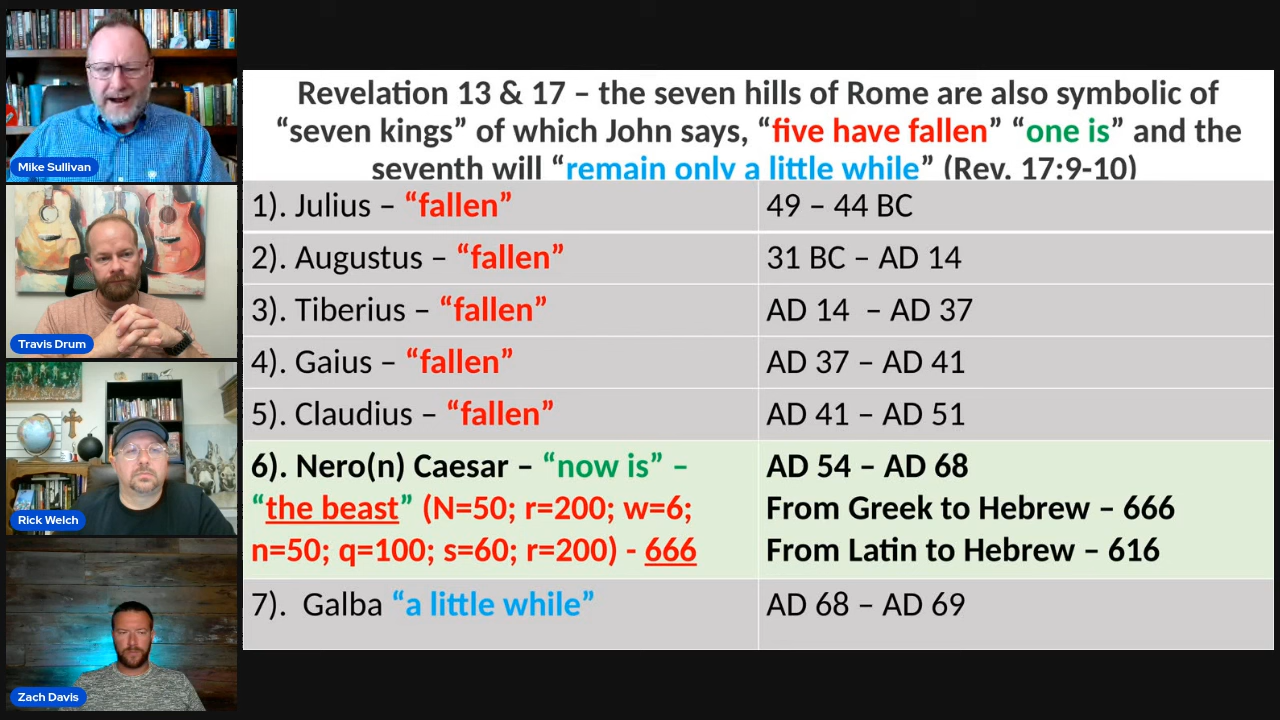 Mike Sullivan
Travis Drum
Rick Welch
Zach Davis
Revelation 13 & 17 – the seven hills of Rome are also symbolic of
“seven kings” of which John says, “five have fallen” “one is” and the
seventh will “remain only a little while” (Rev. 17:9-10)
1). Julius – “fallen” 49 – 44 BC
2). Augustus – “fallen” 31 BC – AD 14
3). Tiberius – “fallen” AD 14 – AD 37
4). Gaius – “fallen” AD 37 – AD 41
5). Claudius – “fallen” AD 41 – AD 51
6). Nero(n) Caesar – “now is” – AD 54 – AD 68
“the beast” (N=50; r=200; w=6; From Greek to Hebrew – 666
n=50; q=100; s=60; r=200) - 666 From Latin to Hebrew – 616
7). Galba “a little while” AD 68 – AD 69